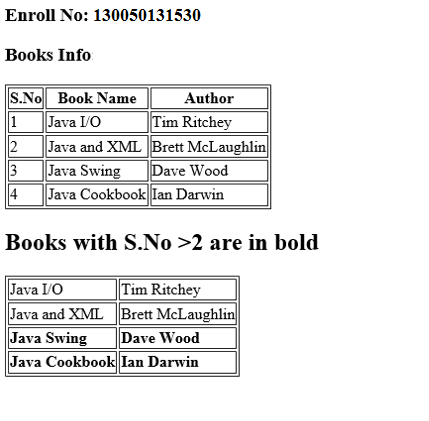 Enroll No: 130050131530
Books Info
S.No Book Name Author
1 Java I/O Tim Ritchey
2 Java and XML Brett McLaughlin
3 Java Swing Dave Wood
4 Java Cookbook Ian Darwin
Books with S.No >2 are in bold
Java I/O Tim Ritchey
Java and XML Brett McLaughlin
Java Swing Dave Wood
Java Cookbook Ian Darwin